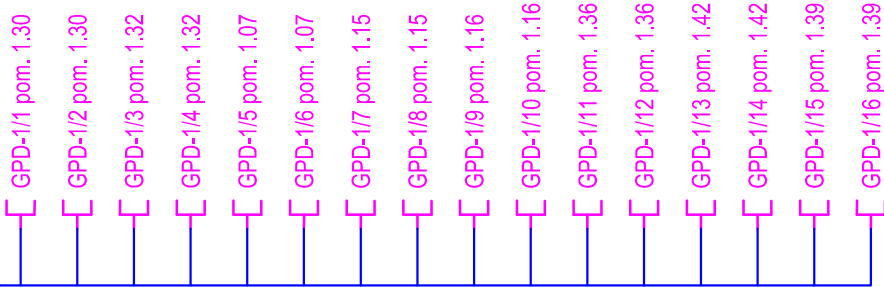 GPD-1/1 pom. 1.30
GPD-1/2 pom. 1.30
GPD-1/3 pom. 1.32
GPD-1/4 pom. 1.32
GPD-1/5 pom. 1.07
GPD-1/6 pom. 1.07
GPD-1/7 pom. 1.15
GPD-1/8 pom. 1.15
GPD-1/9 pom. 1.16
GPD-1/10 pom. 1.16
GPD-1/11 pom. 1.36
GPD-1/12 pom. 1.36
GPD-1/13 pom. 1.42
GPD-1/14 pom. 1.42
GPD-1/15 pom. 1.39
GPD-1/16 pom. 1.39